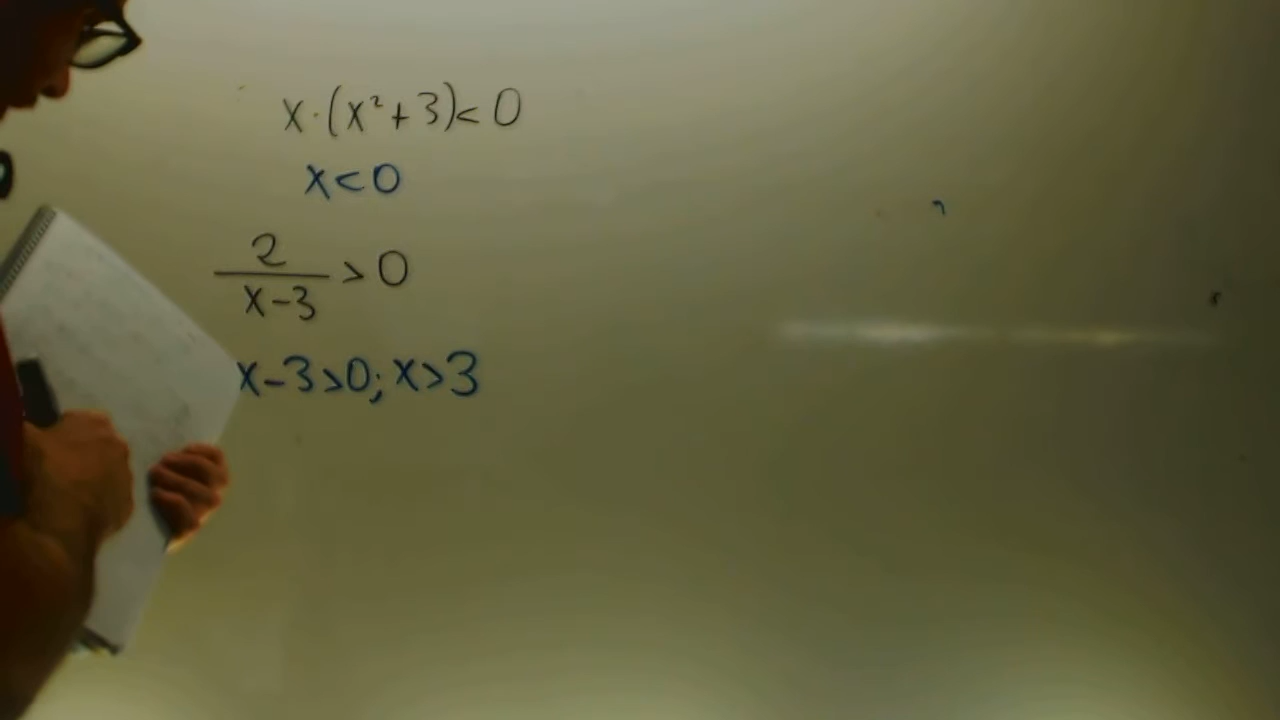 x·(x²+3)<0
x<0
2/(x-3) > 0
x-3>0; x>3